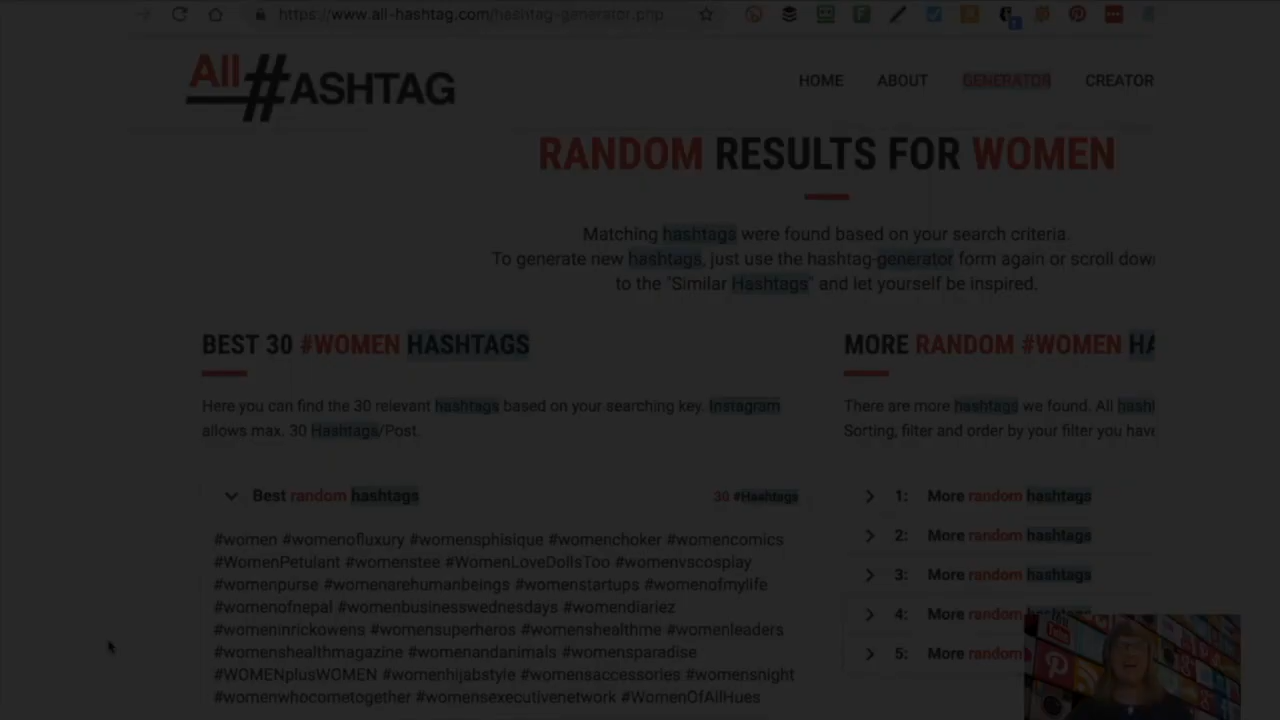 https://www.all-hashtag.com/hashtag-generator.php
All #ASHTAG
HOME ABOUT GENERATOR CREATOR
RANDOM RESULTS FOR WOMEN
Matching hashtags were found based on your search criteria.
To generate new hashtags, just use the hashtag-generator form again or scroll down
to the "Similar Hashtags" and let yourself be inspired.
BEST 30 #WOMEN HASHTAGS
Here you can find the 30 relevant hashtags based on your searching key. Instagram
allows max. 30 Hashtags/Post.
Best random hashtags 30 #Hashtags
#women #womenofluxury #womensphisique #womenchoker #womencomics
#WomenPetulant #womenstee #WomenLoveDollsToo #womenvscosplay
#womenpurse #womenarehumanbeings #womenstartups #womenofmylife
#womenofnepal #womenbusinesswednesdays #womendiariez
#womeninrickowens #womensuperheros #womenshealthme #womenleaders
#womenshealthmagazine #womenandanimals #womensparadise
#WOMENplusWOMEN #womenhijabstyle #womensaccessories #womensnight
#womenwhocometogether #womensexecutivenetwork #WomenOfAllHues
MORE RANDOM #WOMEN HA
There are more hashtags we found. All hasht
Sorting, filter and order by your filter you have
1: More random hashtags
2: More random hashtags
3: More random hashtags
4: More random hashtags
5: More random